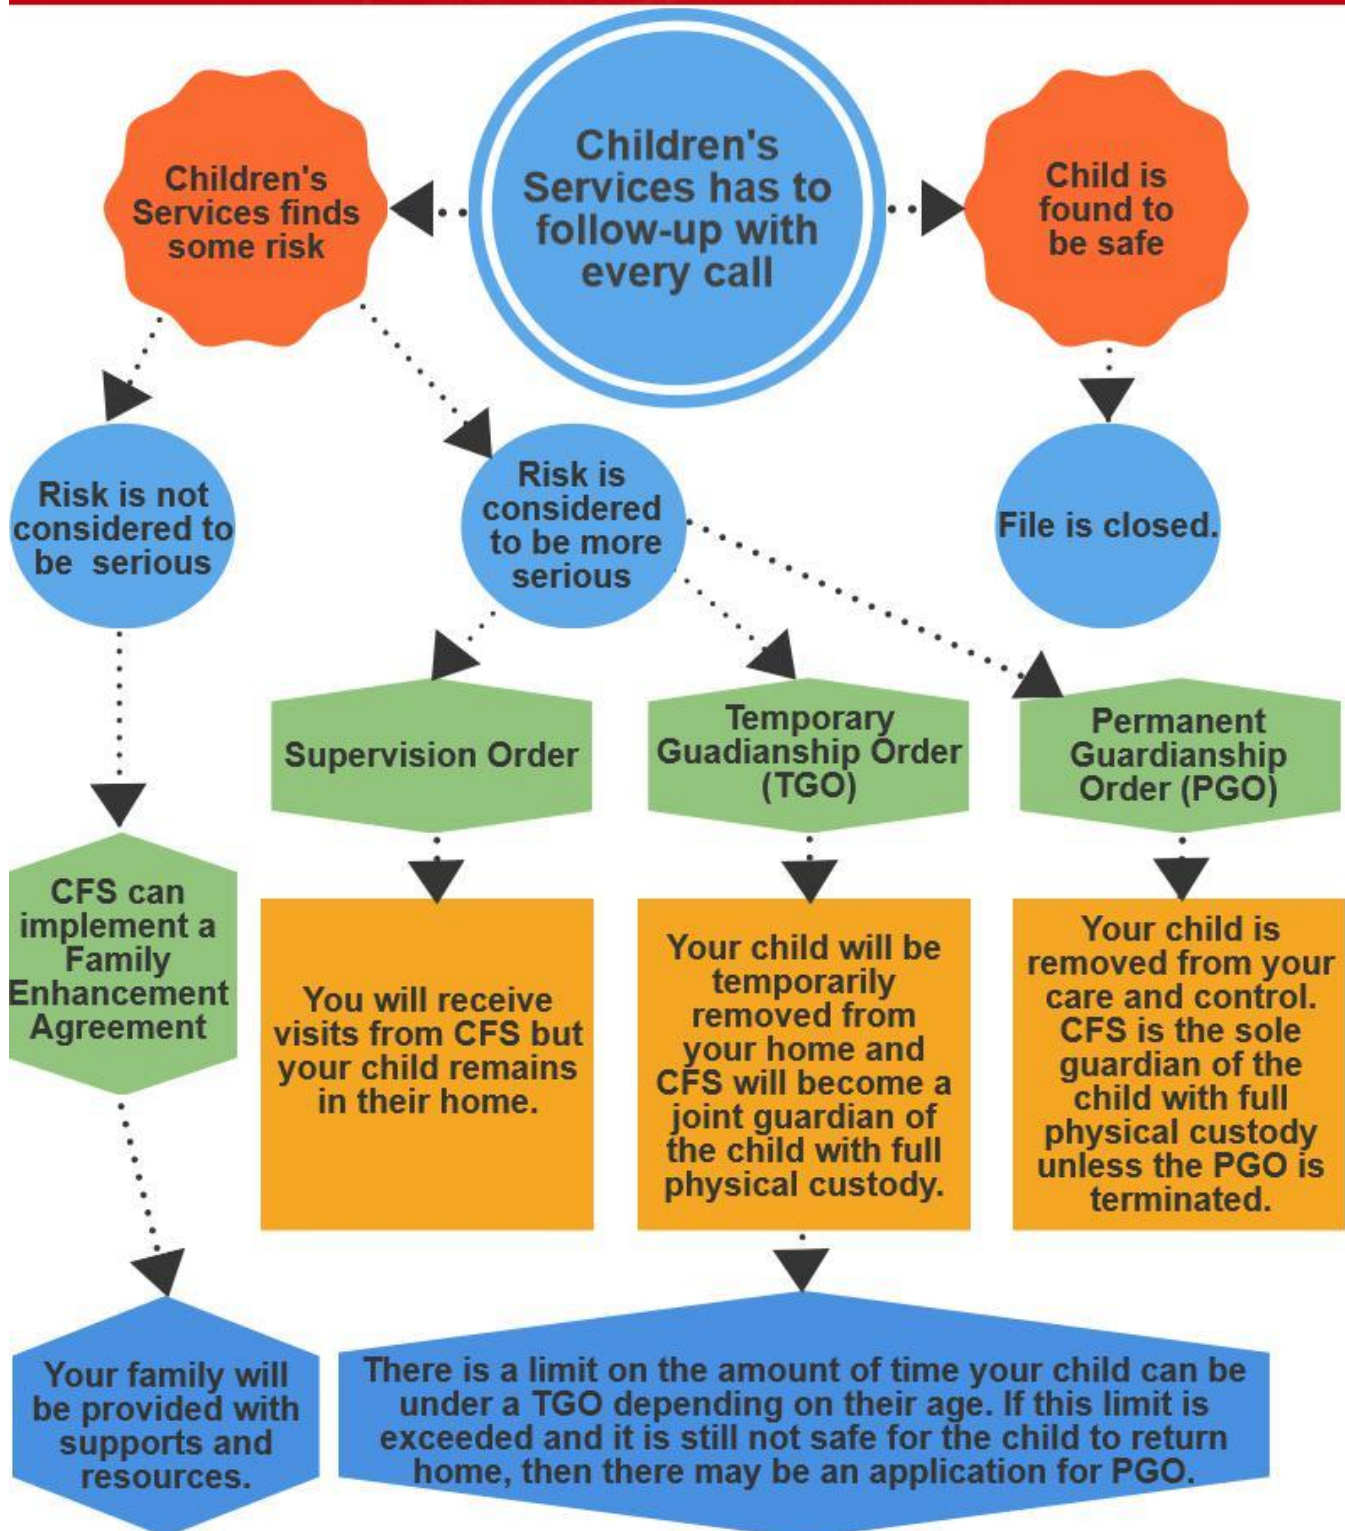 Children's
Services has to
follow-up with
every call
Children's
Services finds
some risk
Child is
found to
be safe
Risk is not
considered to
be serious
Risk is
considered
to be more
serious
File is closed.
Supervision Order
Temporary
Guadianship Order
(TGO)
Permanent
Guardianship
Order (PGO)
CFS can
implement a
Family
Enhancement
Agreement
You will receive
visits from CFS but
your child remains
in their home.
Your child will be
temporarily
removed from
your home and
CFS will become a
joint guardian of
the child with full
physical custody.
Your child is
removed from your
care and control.
CFS is the sole
guardian of the
child with full
physical custody
unless the PGO is
terminated.
Your family will
be provided with
supports and
resources.
There is a limit on the amount of time your child can be
under a TGO depending on their age. If this limit is
exceeded and it is still not safe for the child to return
home, then there may be an application for PGO.